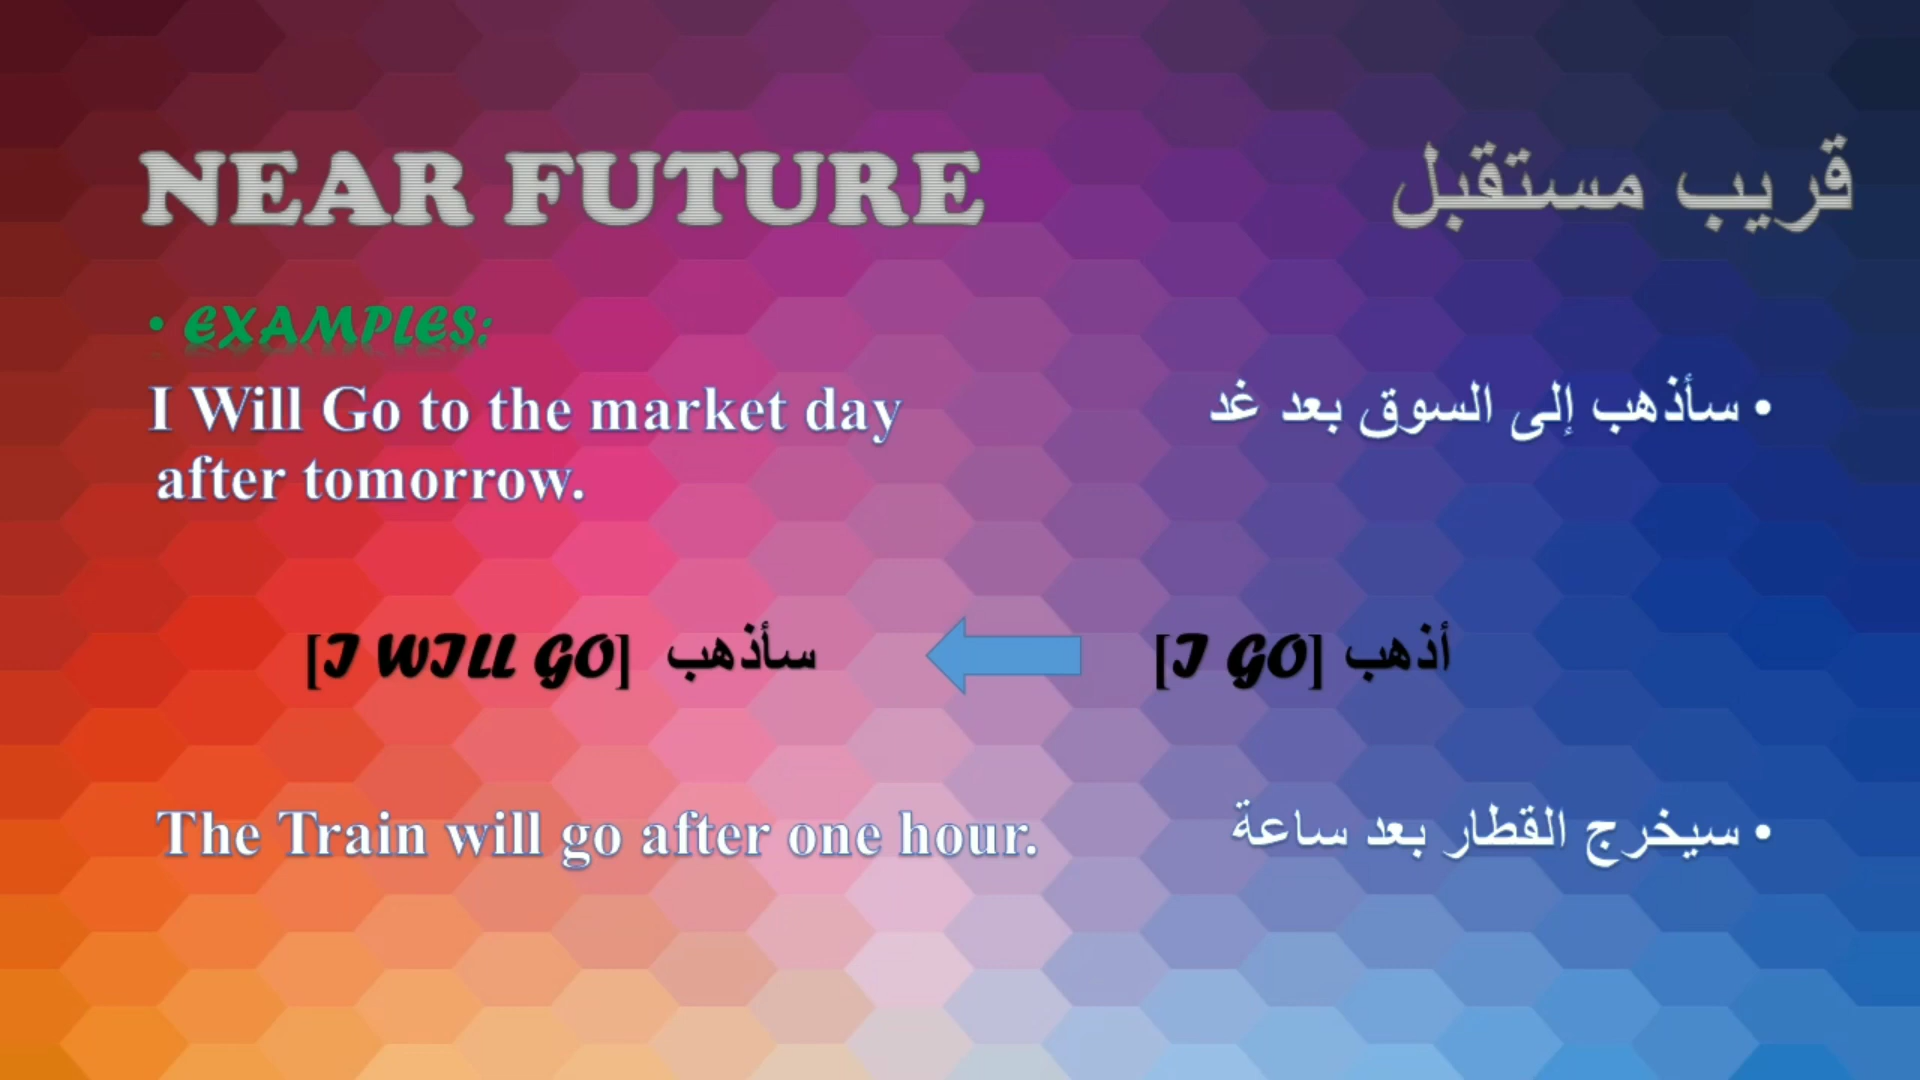 NEAR FUTURE
قريب مستقبل
• EXAMPLES:
I Will Go to the market day
after tomorrow.
• سأذهب إلى السوق بعد غد
أذهب [I GO]
سأذهب [I WILL GO]
The Train will go after one hour.
• سيخرج القطار بعد ساعة